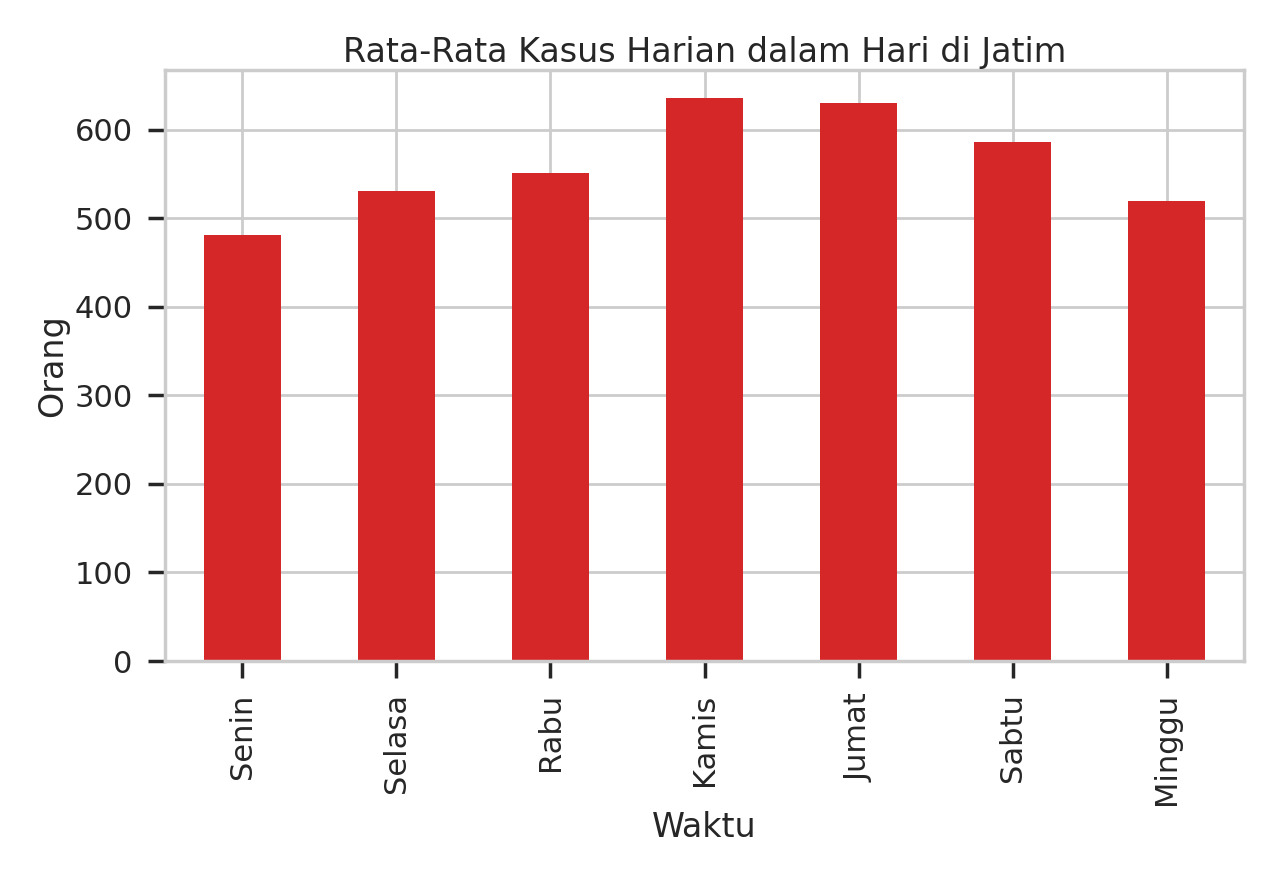 Rata-Rata Kasus Harian dalam Hari di Jatim
Orang
600
500
400
300
200
100
0
Senin
Selasa
Rabu
Kamis
Jumat
Sabtu
Minggu
Waktu